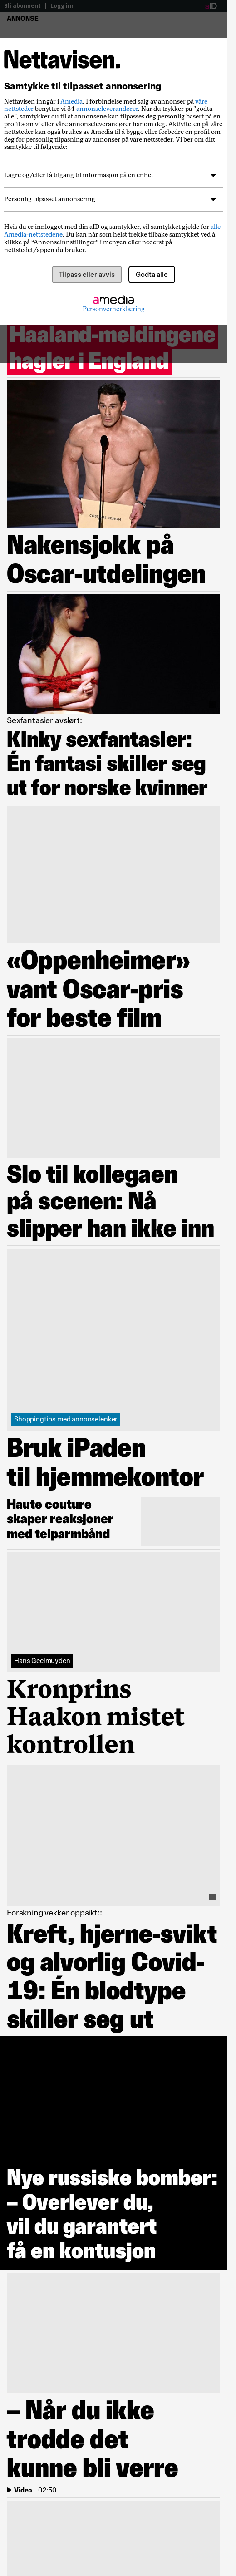 Bli abonnent | Logg inn
aID
ANNONSE
Nettavisen.
Samtykke til tilpasset annonsering
Nettavisen inngår i Amedia. I forbindelse med salg av annonser på våre
nettsteder benytter vi 34 annonseleverandører. Når du trykker på "godta
alle", samtykker du til at annonsene kan tilpasses deg personlig basert på en
profil som vi eller våre annonseleverandører har om deg. Aktiviteten på våre
nettsteder kan også brukes av Amedia til å bygge eller forbedre en profil om
deg for personlig tilpasning av annonser på våre nettsteder. Vi ber om ditt
samtykke til følgende:
Lagre og/eller få tilgang til informasjon på en enhet
Personlig tilpasset annonsering
Hvis du er innlogget med din aID og samtykker, vil samtykket gjelde for alle
Amedia-nettstedene. Du kan når som helst trekke tilbake samtykket ved å
klikke på “Annonseinnstillinger” i menyen eller nederst på
nettstedet/appen du bruker.
Tilpass eller avvis
Godta alle
amedia
Personvernerklæring
Haaland-meldingene
hagler i England
Nakensjokk på
Oscar-utdelingen
Sexfantasier avslørt:
Kinky sexfantasier:
Én fantasi skiller seg
ut for norske kvinner
«Oppenheimer»
vant Oscar-pris
for beste film
Slo til kollegaen
på scenen: Nå
slipper han ikke inn
Shoppingtips med annonselenker
Bruk iPaden
til hjemmekontor
Haute couture
skaper reaksjoner
med teiparmbånd
Hans Geelmuyden
Kronprins
Haakon mistet
kontrollen
Forskning vekker oppsikt::
Kreft, hjerne-svikt
og alvorlig Covid-
19: Én blodtype
skiller seg ut
Nye russiske bomber:
– Overlever du,
vil du garantert
få en kontusjon
– Når du ikke
trodde det
kunne bli verre
Video | 02:50